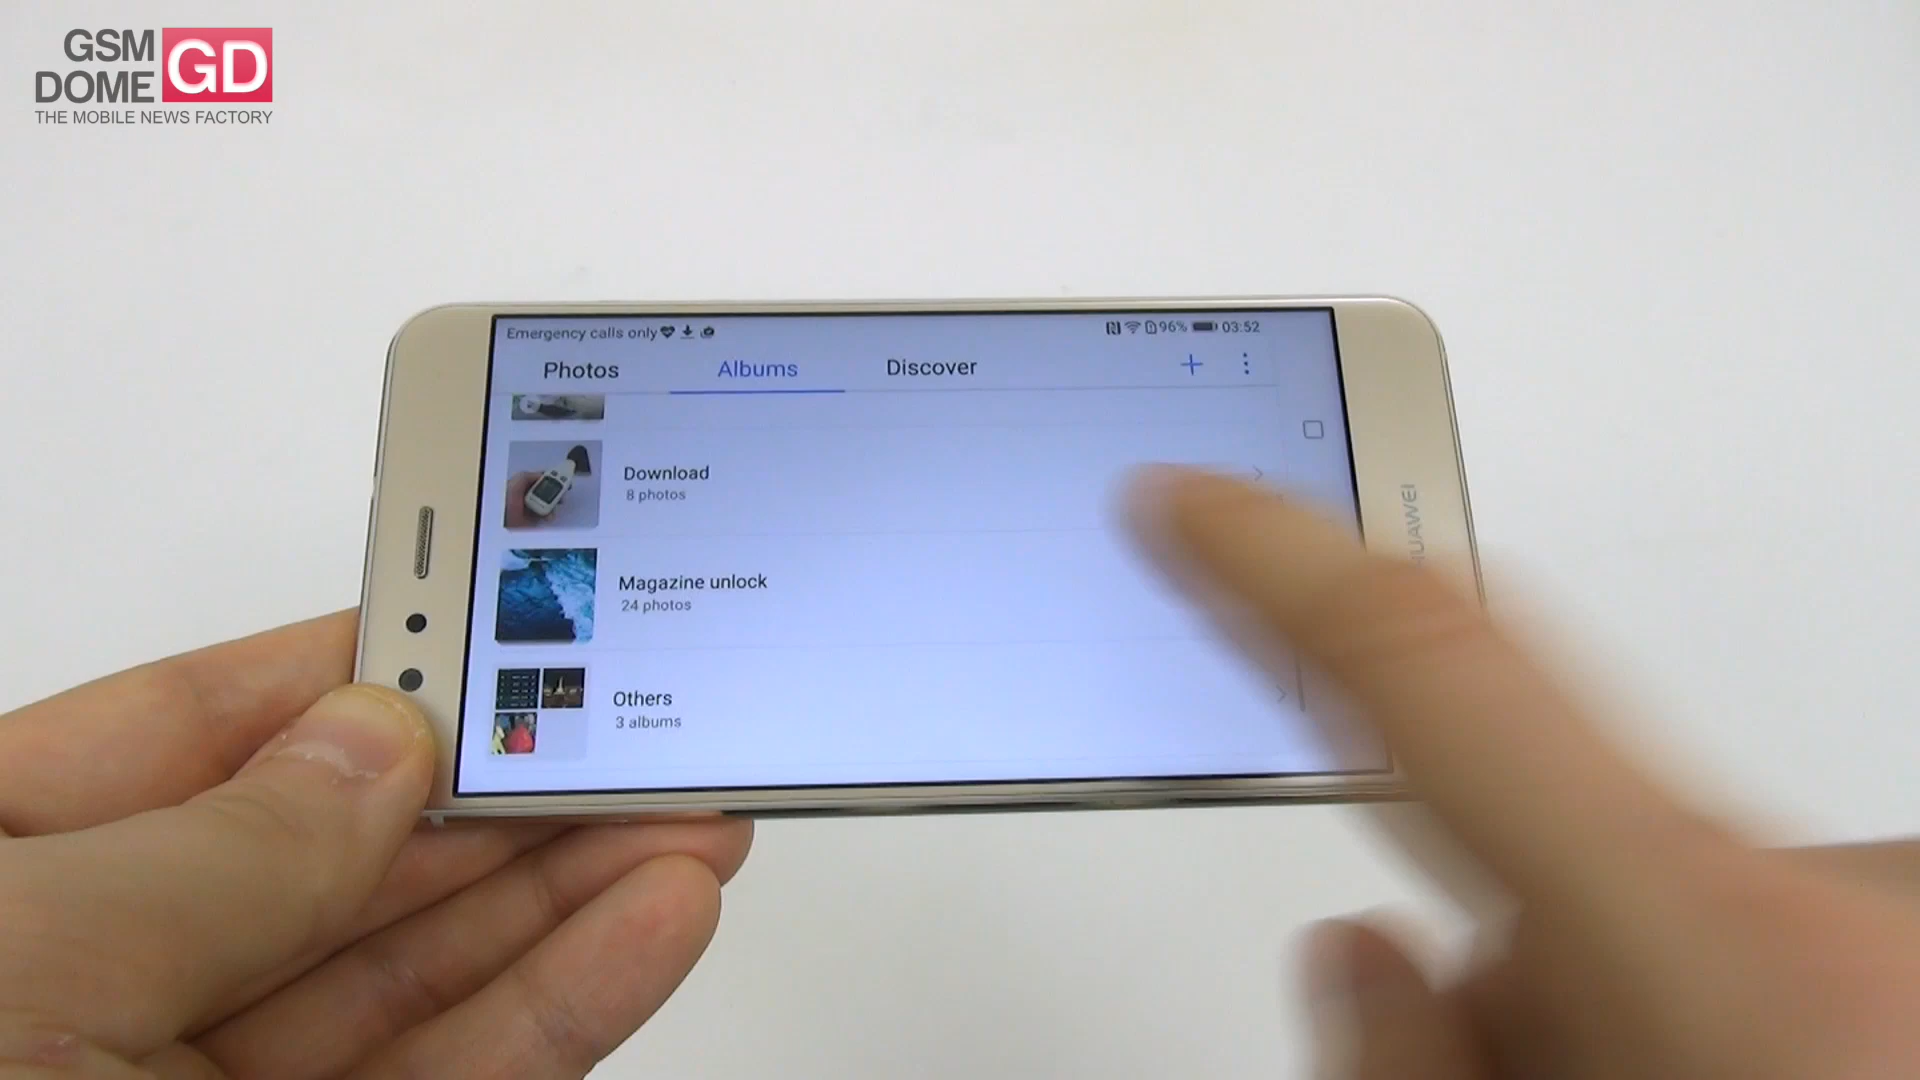 GSM
DOME
GD
THE MOBILE NEWS FACTORY
Emergency calls only
96%
03:52
Photos
Albums
Discover
Download
8 photos
Magazine unlock
24 photos
Others
3 albums
HUAWEI